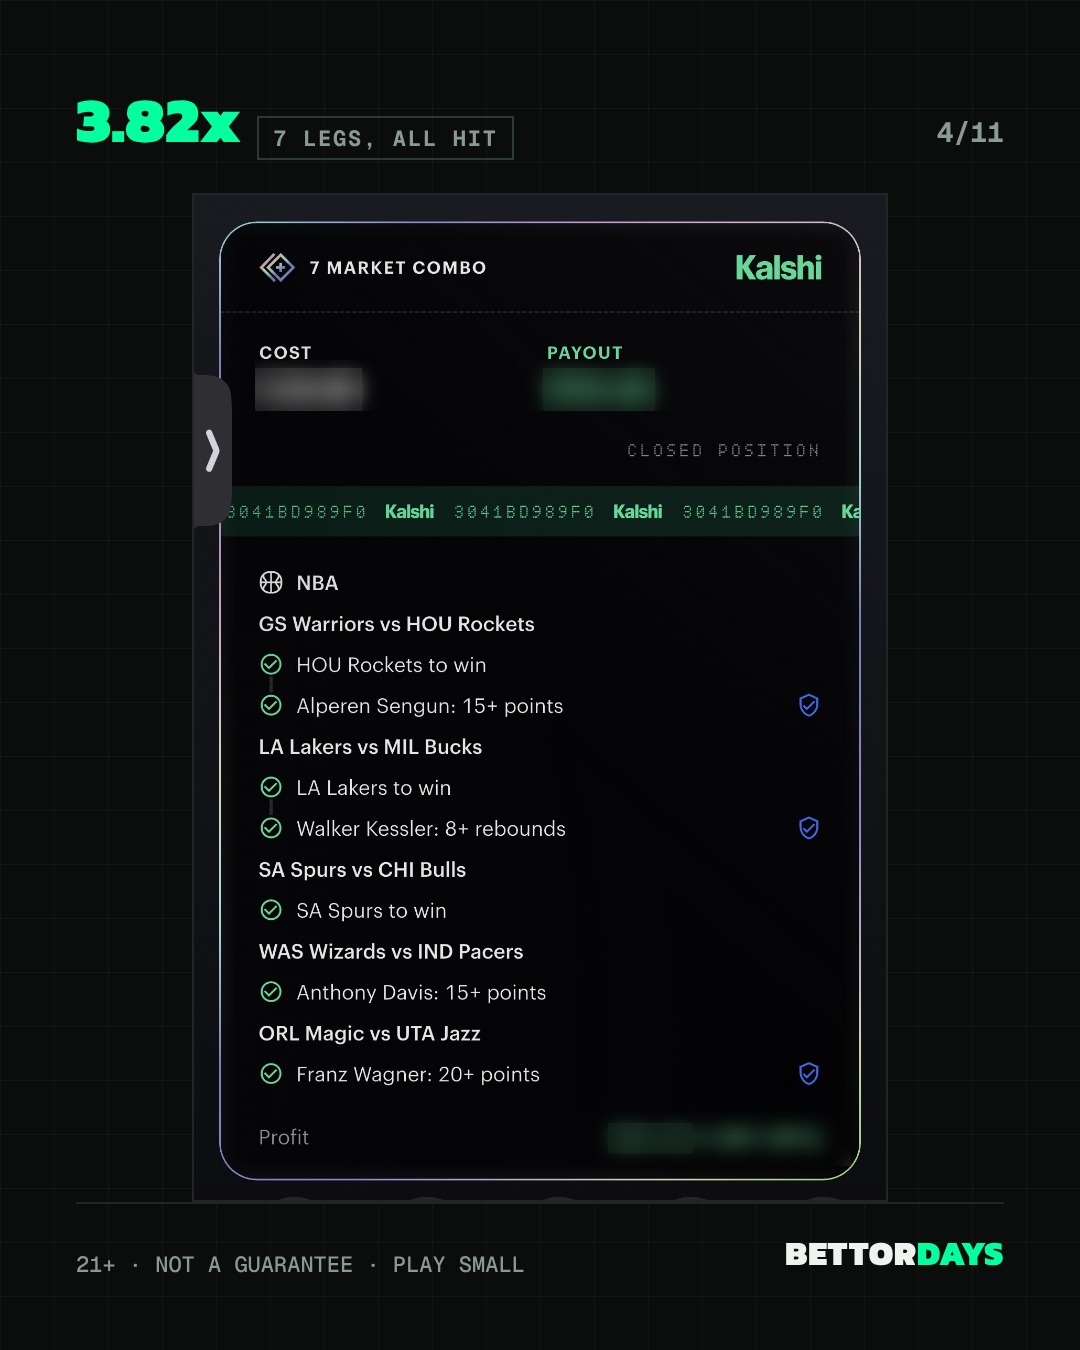 3.82x
7 LEGS, ALL HIT
4/11
7 MARKET COMBO
Kalshi
COST
PAYOUT
CLOSED POSITION
3041BD989F0 Kalshi 3041BD989F0 Kalshi 3041BD989F0 Ka
NBA
GS Warriors vs HOU Rockets
HOU Rockets to win
Alperen Sengun: 15+ points
LA Lakers vs MIL Bucks
LA Lakers to win
Walker Kessler: 8+ rebounds
SA Spurs vs CHI Bulls
SA Spurs to win
WAS Wizards vs IND Pacers
Anthony Davis: 15+ points
ORL Magic vs UTA Jazz
Franz Wagner: 20+ points
Profit
21+ · NOT A GUARANTEE · PLAY SMALL
BETTORDAYS